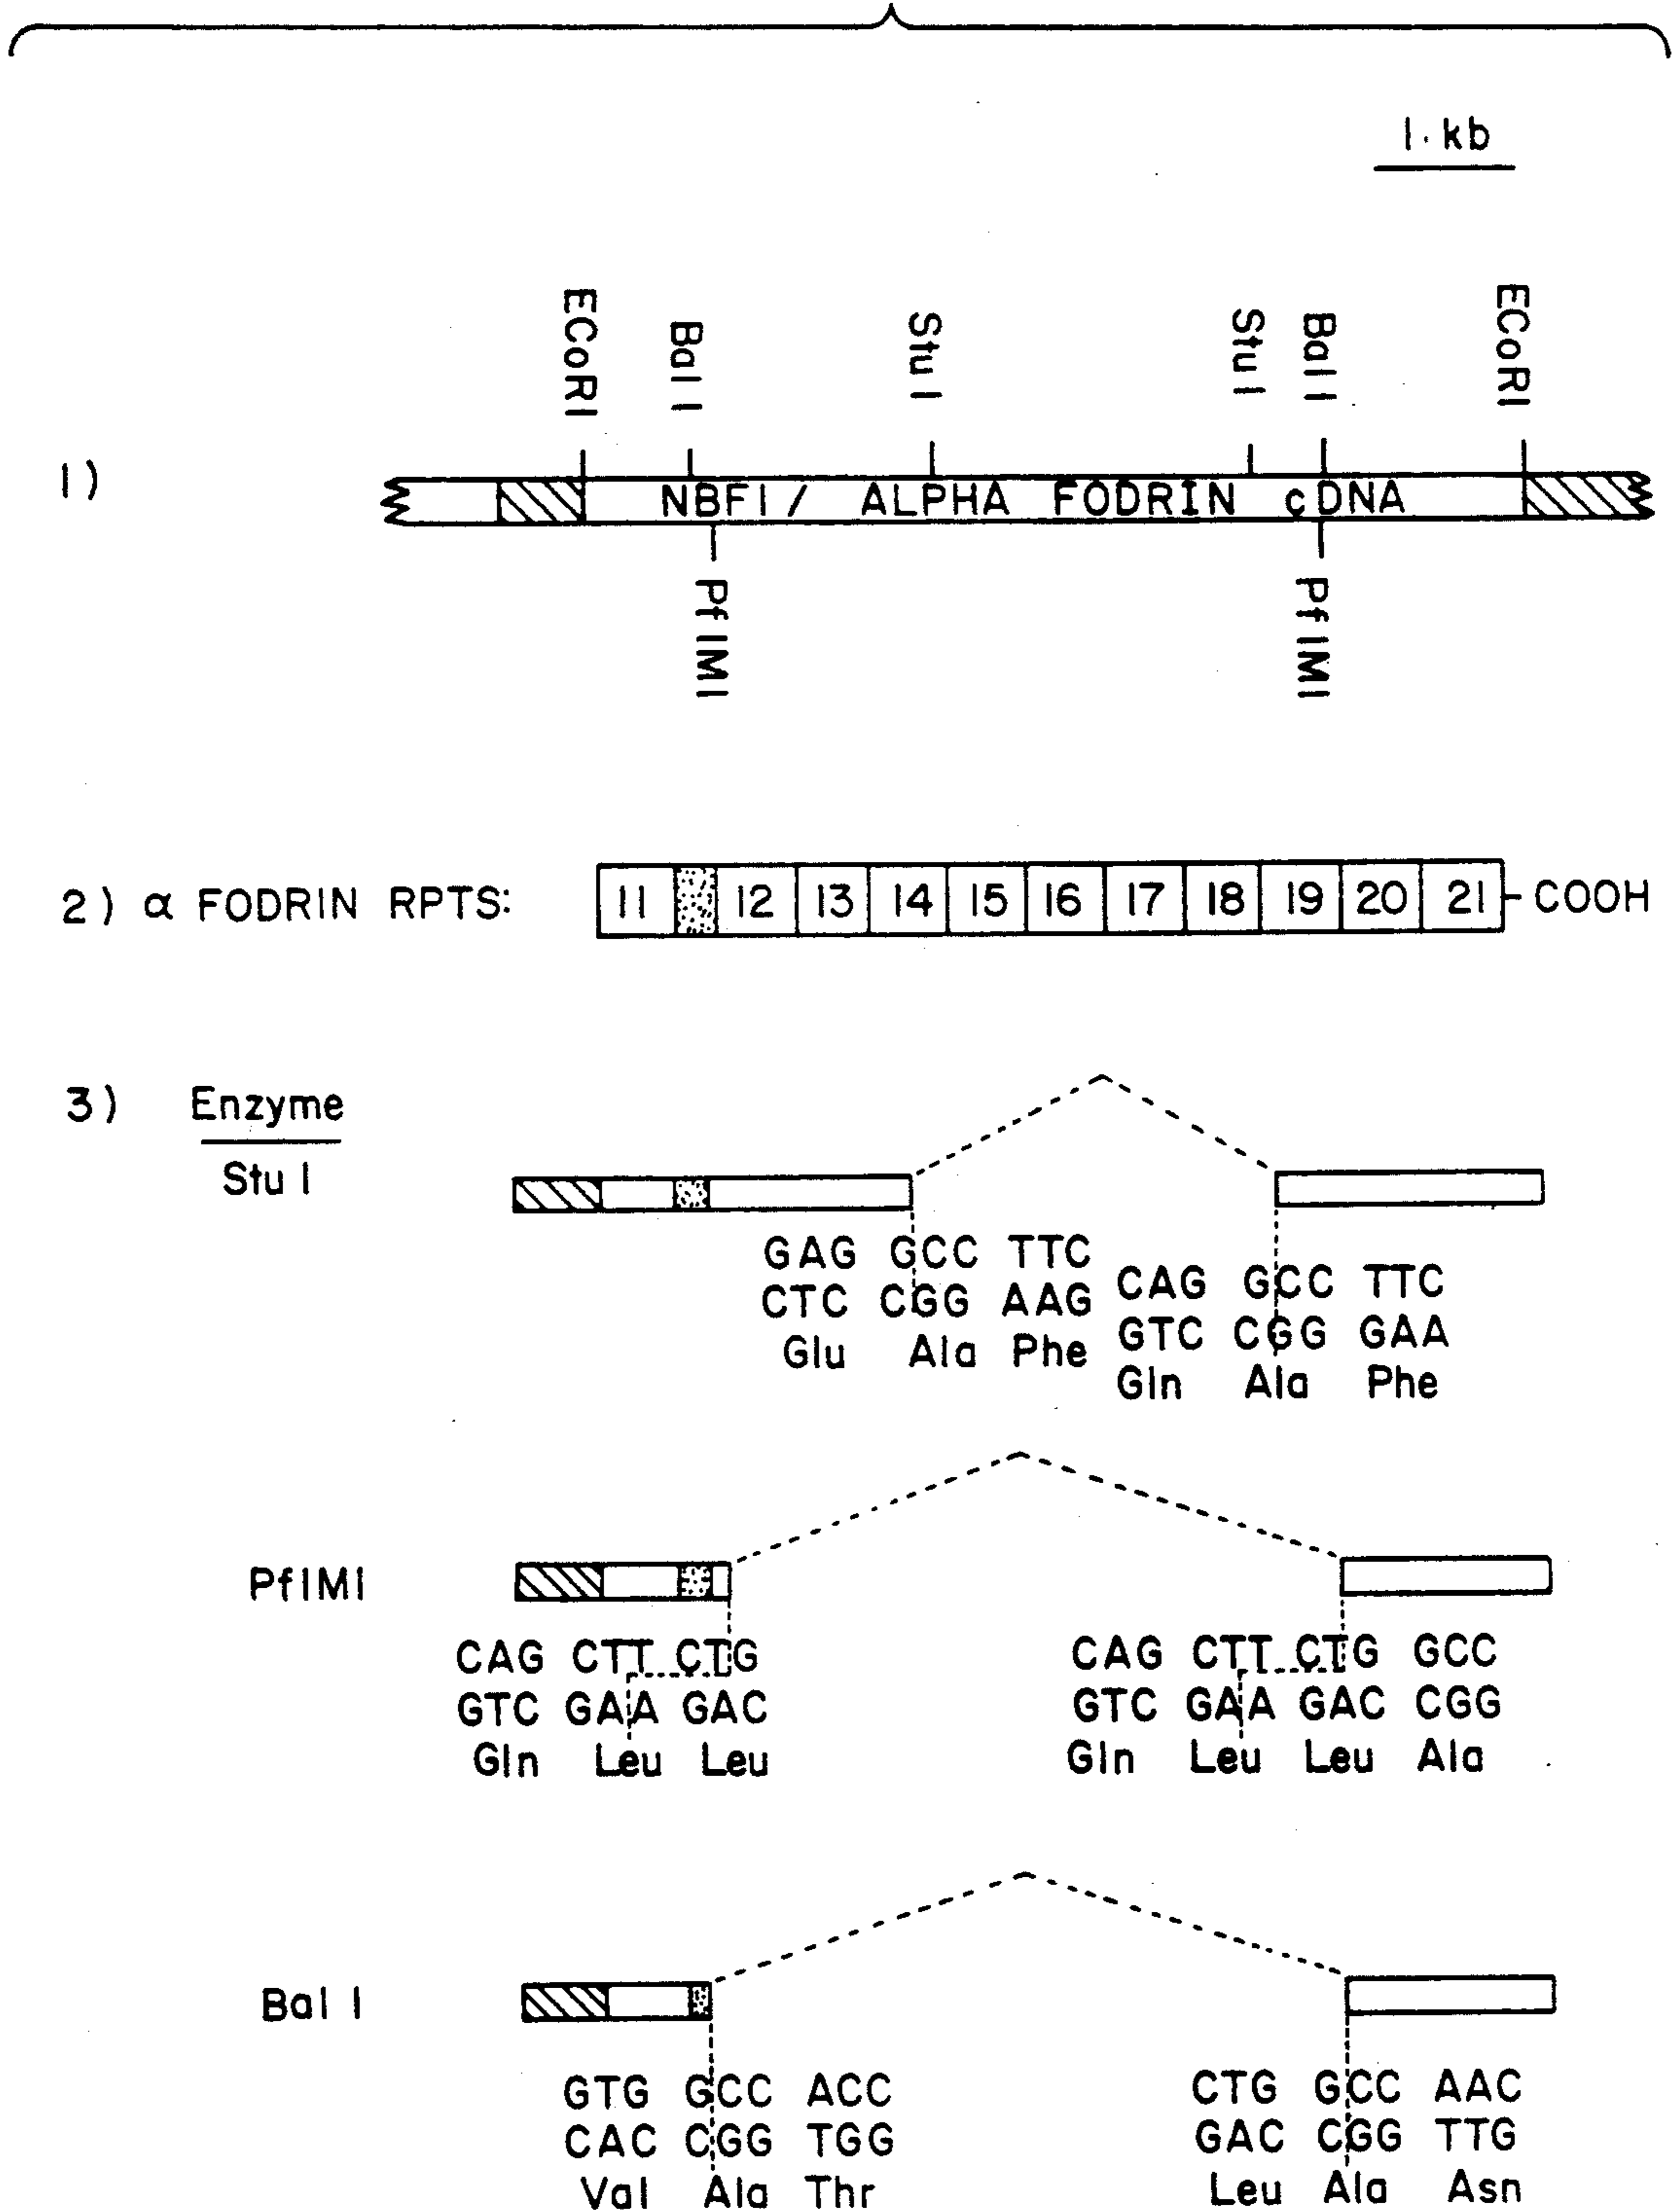 1 kb
ECoRI
Bal I
Stu I
Stu I
Bal I
ECoRI
1)
NBFI / ALPHA FODRIN cDNA
PflMI
PflMI
2) α FODRIN RPTS:
11 12 13 14 15 16 17 18 19 20 21 -COOH
3) Enzyme
Stu I
GAG GCC TTC
CTC CGG AAG
Glu Ala Phe
CAG GCC TTC
GTC CGG GAA
Gln Ala Phe
PflMI
CAG CTT CTG
GTC GAA GAC
Gln Leu Leu
CAG CTT CTG GCC
GTC GAA GAC CGG
Gln Leu Leu Ala
Bal I
GTG GCC ACC
CAC CGG TGG
Val Ala Thr
CTG GCC AAC
GAC CGG TTG
Leu Ala Asn